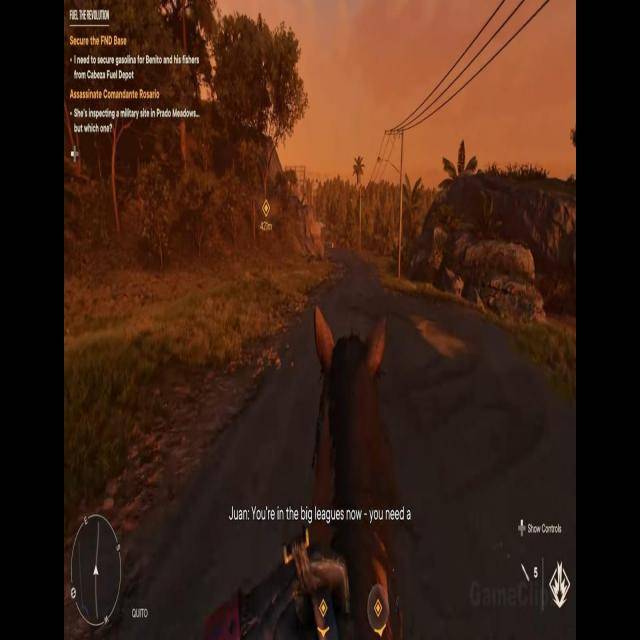 FUEL THE REVOLUTION
Secure the FND Base
• I need to secure gasolina for Benito and his fishers
from Cabeza Fuel Depot
Assassinate Comandante Rosario
• She's inspecting a military site in Prado Meadows...
but which one?
Juan: You're in the big leagues now - you need a
Show Controls
5
QUITO